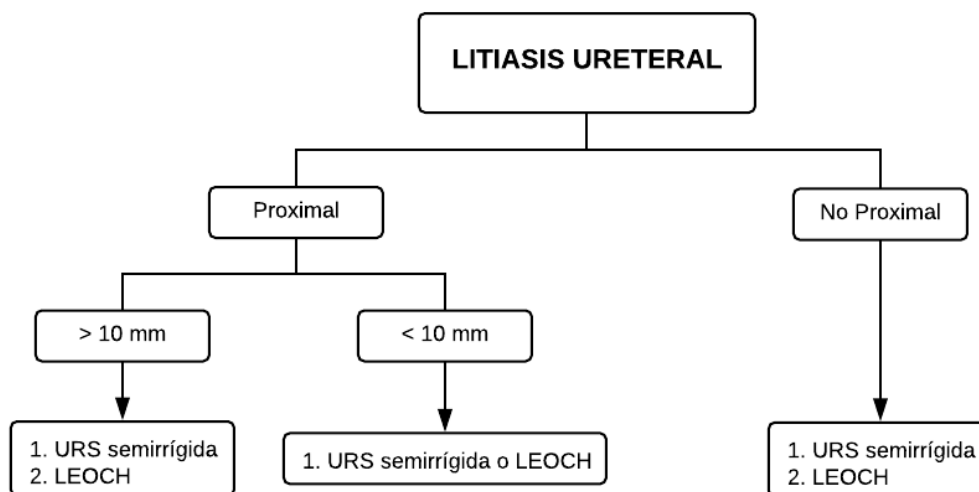 LITIASIS URETERAL
Proximal
No Proximal
> 10 mm
< 10 mm
1. URS semirrígida
2. LEOCH
1. URS semirrígida o LEOCH
1. URS semirrígida
2. LEOCH